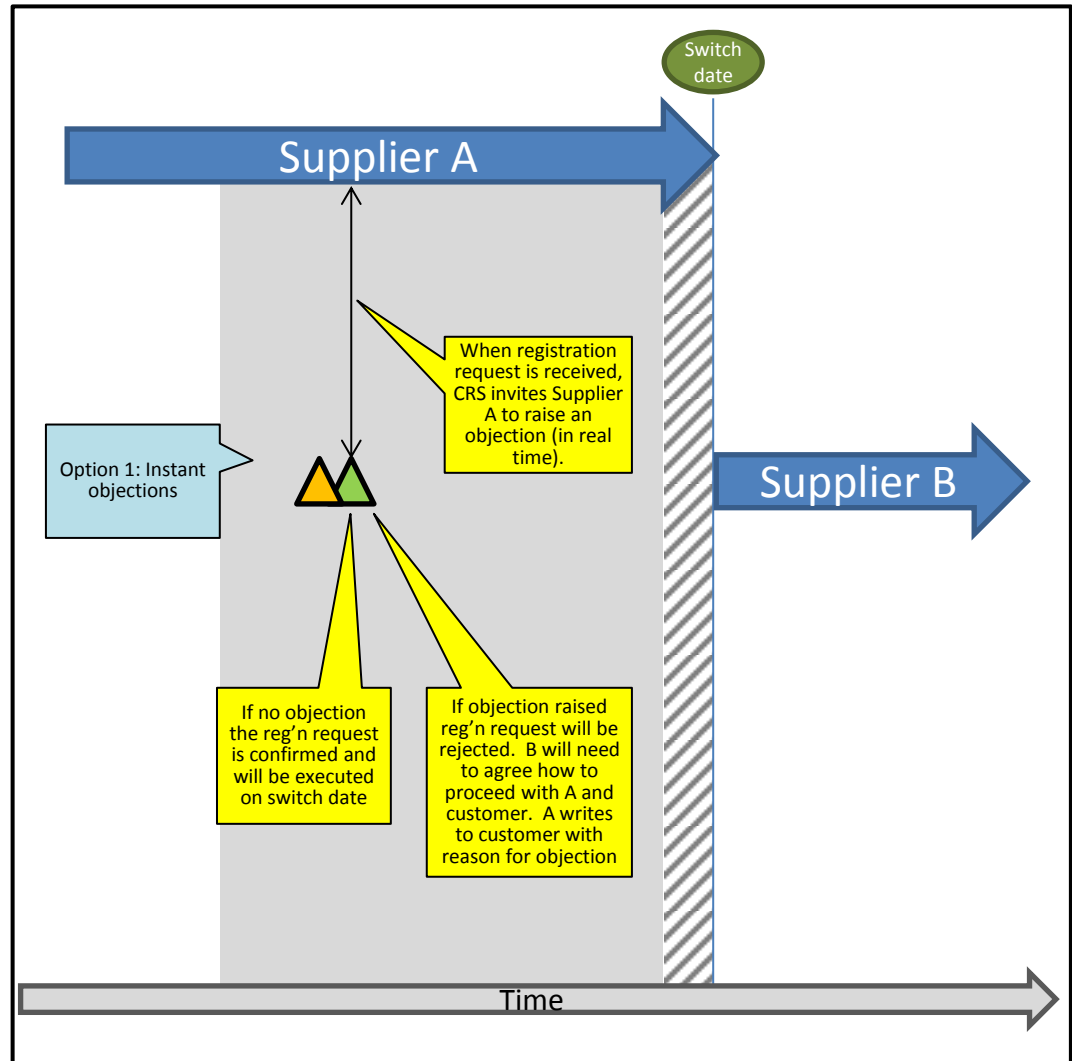 Switch
date
Supplier A
When registration
request is received,
CRS invites Supplier
A to raise an
objection (in real
time).
Option 1: Instant
objections
Supplier B
If no objection
the reg’n request
is confirmed and
will be executed
on switch date
If objection raised
reg’n request will be
rejected. B will need
to agree how to
proceed with A and
customer. A writes
to customer with
reason for objection
Time